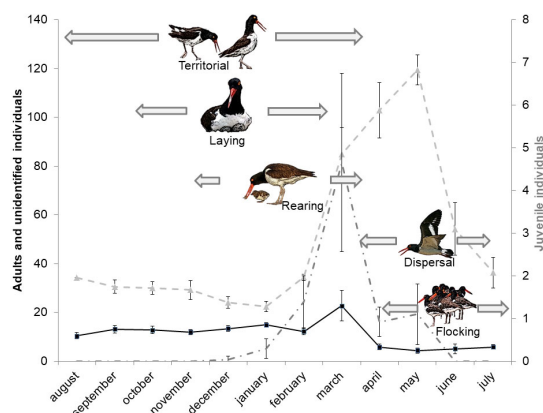 Adults and unidentified individuals
140
120
100
80
60
40
20
0
Territorial
Laying
Rearing
Dispersal
Flocking
8
7
6
5
4
3
2
1
0
Juvenile individuals
august
september
october
november
december
january
february
march
april
may
june
july